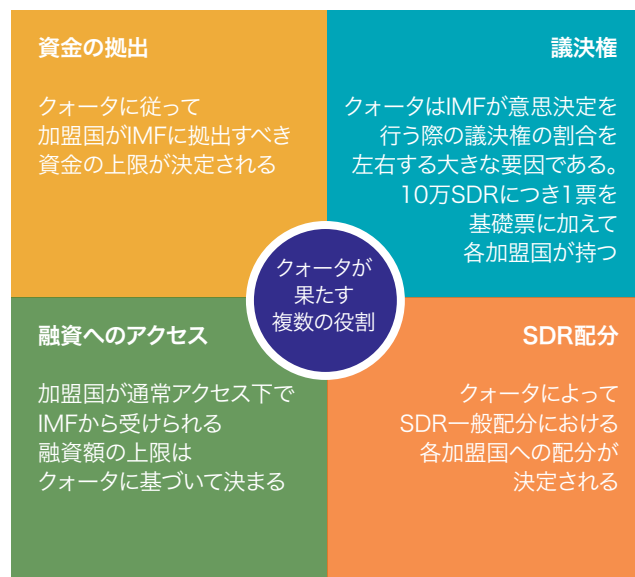 資金の拠出
クォータに従って
加盟国がIMFに拠出すべき
資金の上限が決定される
議決権
クォータはIMFが意思決定を
行う際の議決権の割合を
左右する大きな要因である。
10万SDRにつき1票を
基礎票に加えて
各加盟国が持つ
クォータが
果たす
複数の役割
融資へのアクセス
加盟国が通常アクセス下で
IMFから受けられる
融資額の上限は
クォータに基づいて決まる
SDR配分
クォータによって
SDR一般配分における
各加盟国への配分が
決定される